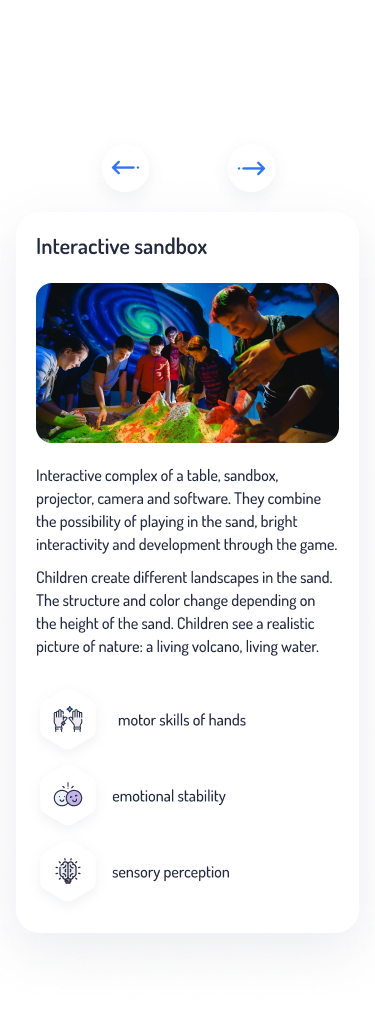 Interactive sandbox
Interactive complex of a table, sandbox,
projector, camera and software. They combine
the possibility of playing in the sand, bright
interactivity and development through the game.
Children create different landscapes in the sand.
The structure and color change depending on
the height of the sand. Children see a realistic
picture of nature: a living volcano, living water.
motor skills of hands
emotional stability
sensory perception